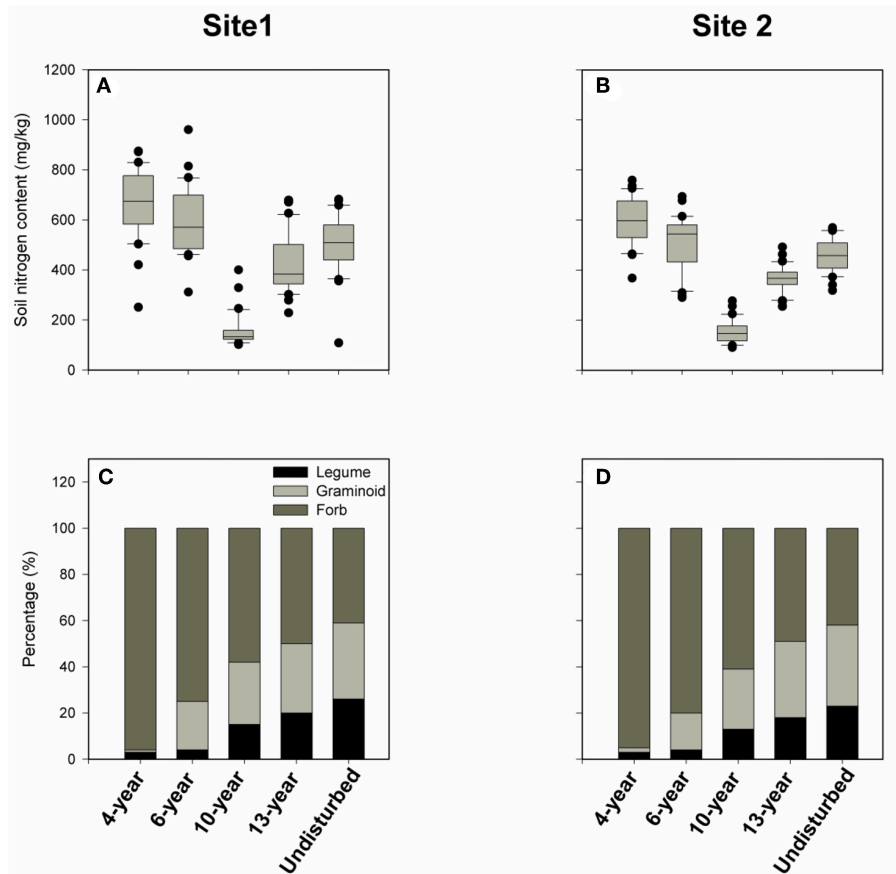 Site1
Site 2
Soil nitrogen content (mg/kg)
1200
1000
800
600
400
200
0
A
B
Percentage (%)
120
100
80
60
40
20
0
C
Legume
Graminoid
Forb
D
4-year
6-year
10-year
13-year
Undisturbed
4-year
6-year
10-year
13-year
Undisturbed